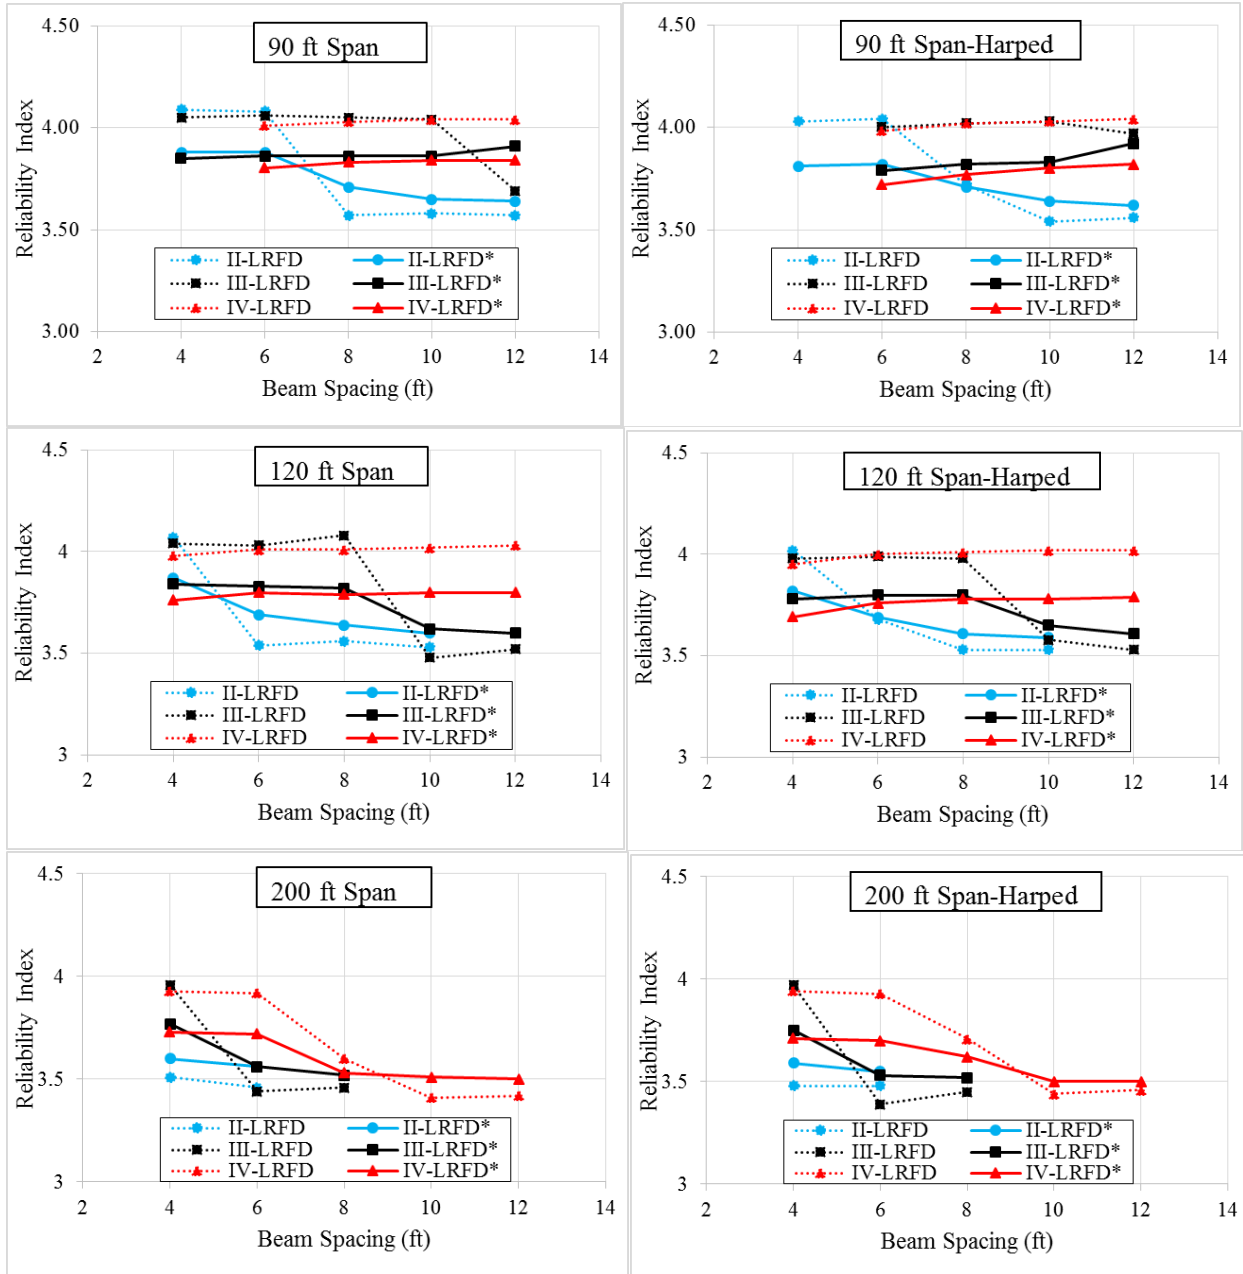 90 ft Span
Reliability Index
4.50
4.00
3.50
3.00
II-LRFD II-LRFD*
III-LRFD III-LRFD*
IV-LRFD IV-LRFD*
2 4 6 8 10 12 14
Beam Spacing (ft)
90 ft Span-Harped
Reliability Index
4.50
4.00
3.50
3.00
II-LRFD II-LRFD*
III-LRFD III-LRFD*
IV-LRFD IV-LRFD*
2 4 6 8 10 12 14
Beam Spacing (ft)
120 ft Span
Reliability Index
4.5
4
3.5
3
II-LRFD II-LRFD*
III-LRFD III-LRFD*
IV-LRFD IV-LRFD*
2 4 6 8 10 12 14
Beam Spacing (ft)
120 ft Span-Harped
Reliability Index
4.5
4
3.5
3
II-LRFD II-LRFD*
III-LRFD III-LRFD*
IV-LRFD IV-LRFD*
2 4 6 8 10 12 14
Beam Spacing (ft)
200 ft Span
Reliability Index
4.5
4
3.5
3
II-LRFD II-LRFD*
III-LRFD III-LRFD*
IV-LRFD IV-LRFD*
2 4 6 8 10 12 14
Beam Spacing (ft)
200 ft Span-Harped
Reliability Index
4.5
4
3.5
3
II-LRFD II-LRFD*
III-LRFD III-LRFD*
IV-LRFD IV-LRFD*
2 4 6 8 10 12 14
Beam Spacing (ft)